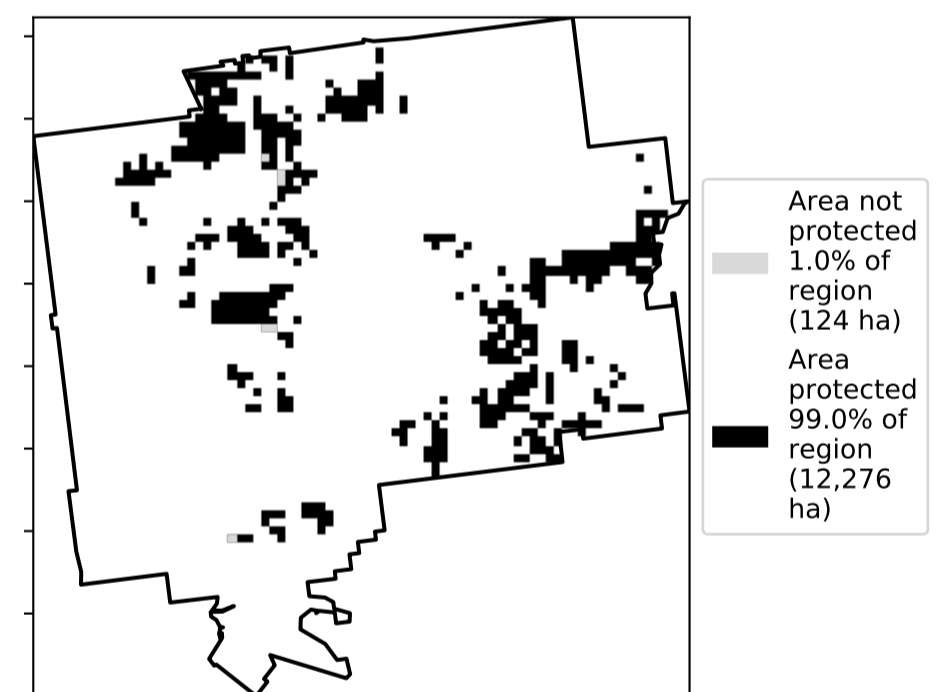 Area not
protected
1.0% of
region
(124 ha)
Area
protected
99.0% of
region
(12,276
ha)